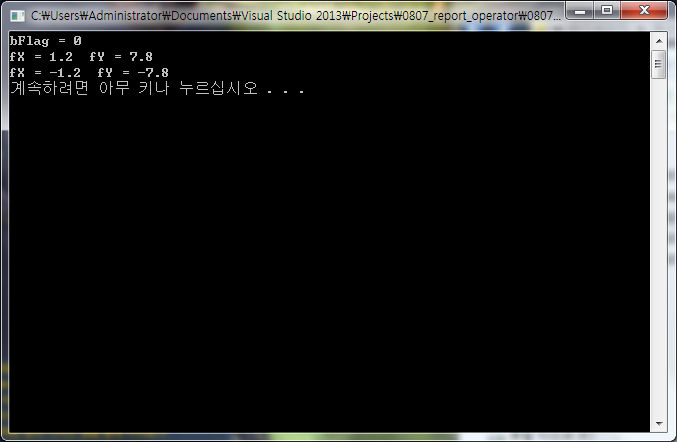 C:₩Users₩Administrator₩Documents₩Visual Studio 2013₩Projects₩0807_report_operator₩0807...
bFlag = 0
fX = 1.2  fY = 7.8
fX = -1.2  fY = -7.8
계속하려면 아무 키나 누르십시오 . . .